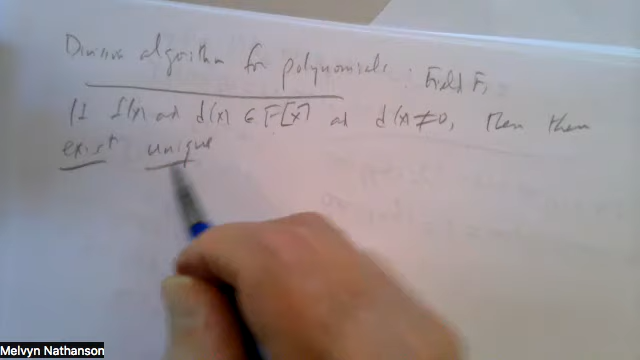 Division algorithm for polynomials: Field F,
If f(x) and d(x) ∈ F[x] and d(x) ≠ 0, then there
exist unique
Melvyn Nathanson